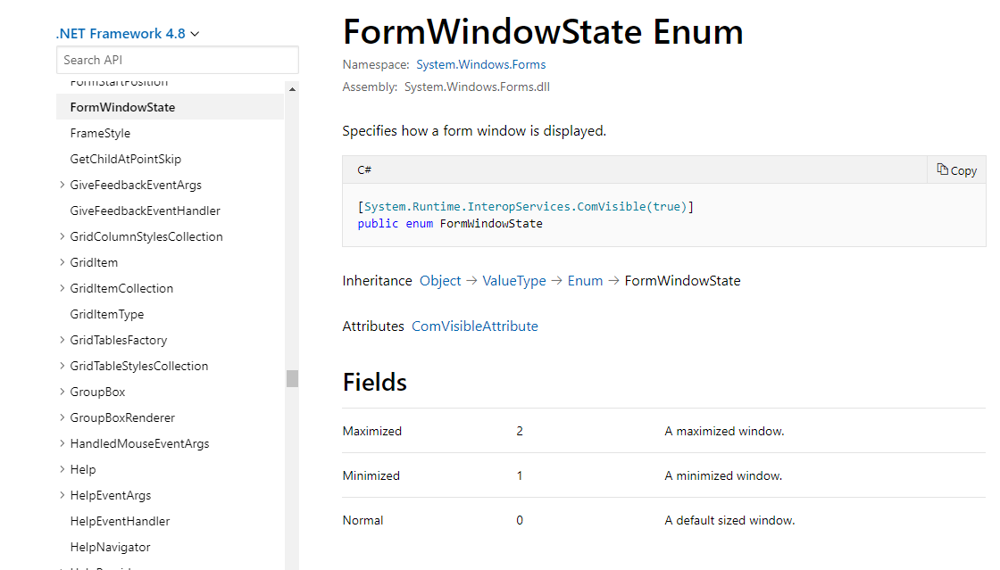 .NET Framework 4.8
Search API
FormStartPosition
FormWindowState
FrameStyle
GetChildAtPointSkip
GiveFeedbackEventArgs
GiveFeedbackEventHandler
GridColumnStylesCollection
GridItem
GridItemCollection
GridItemType
GridTablesFactory
GridTableStylesCollection
GroupBox
GroupBoxRenderer
HandledMouseEventArgs
Help
HelpEventArgs
HelpEventHandler
HelpNavigator
FormWindowState Enum
Namespace: System.Windows.Forms
Assembly: System.Windows.Forms.dll
Specifies how a form window is displayed.
C# Copy
[System.Runtime.InteropServices.ComVisible(true)]
public enum FormWindowState
Inheritance Object → ValueType → Enum → FormWindowState
Attributes ComVisibleAttribute
Fields
Maximized 2 A maximized window.
Minimized 1 A minimized window.
Normal 0 A default sized window.